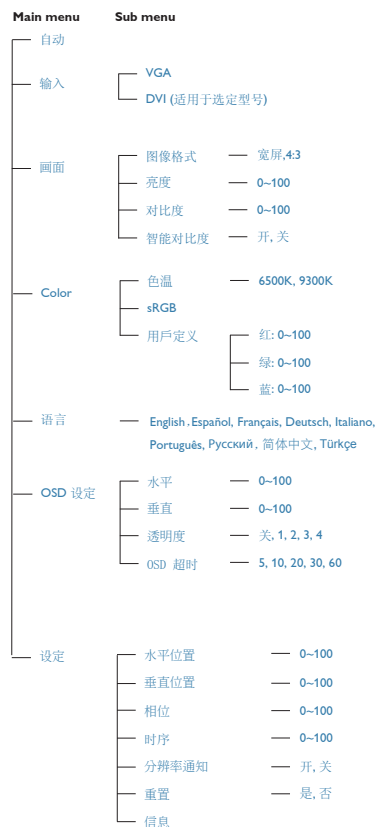 Main menu Sub menu
自动
输入 VGA
DVI (适用于选定型号)
画面 图像格式 宽屏,4:3
亮度 0~100
对比度 0~100
智能对比度 开, 关
Color 色温 6500K, 9300K
sRGB
用戶定义 红: 0~100
绿: 0~100
蓝: 0~100
语言 English . Español, Français, Deutsch, Italiano,
Português, Русский , 简体中文, Türkçe
OSD 设定 水平 0~100
垂直 0~100
透明度 关, 1, 2, 3, 4
OSD 超时 5, 10, 20, 30, 60
设定 水平位置 0~100
垂直位置 0~100
相位 0~100
时序 0~100
分辨率通知 开, 关
重置 是, 否
信息